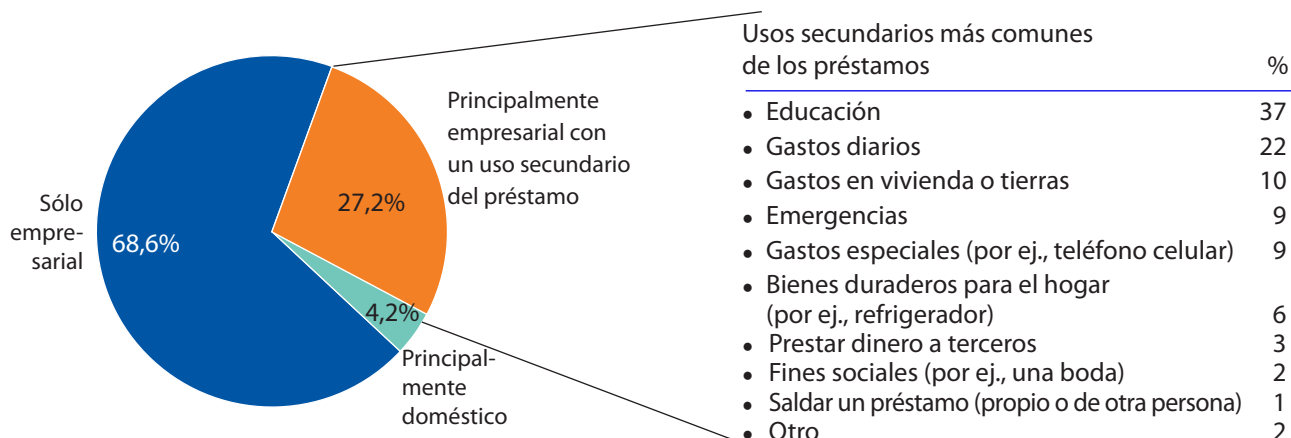 Sólo
empre-
sarial
68,6%
Principalmente
empresarial con
un uso secundario
del préstamo
27,2%
4,2%
Principal-
mente
doméstico
Usos secundarios más comunes
de los préstamos %
• Educación 37
• Gastos diarios 22
• Gastos en vivienda o tierras 10
• Emergencias 9
• Gastos especiales (por ej., teléfono celular) 9
• Bienes duraderos para el hogar
(por ej., refrigerador) 6
• Prestar dinero a terceros 3
• Fines sociales (por ej., una boda) 2
• Saldar un préstamo (propio o de otra persona) 1
• Otro 2